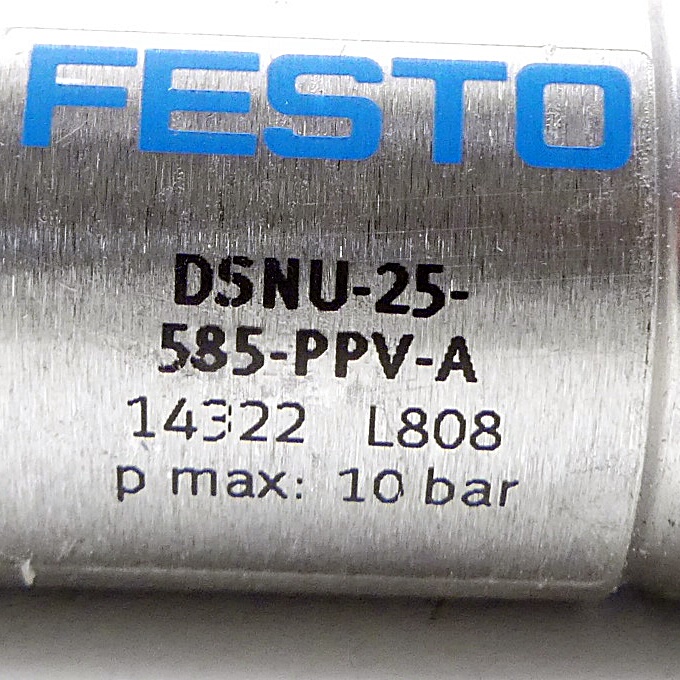 FESTO
DSNU-25-
585-PPV-A
14322 L808
p max: 10 bar